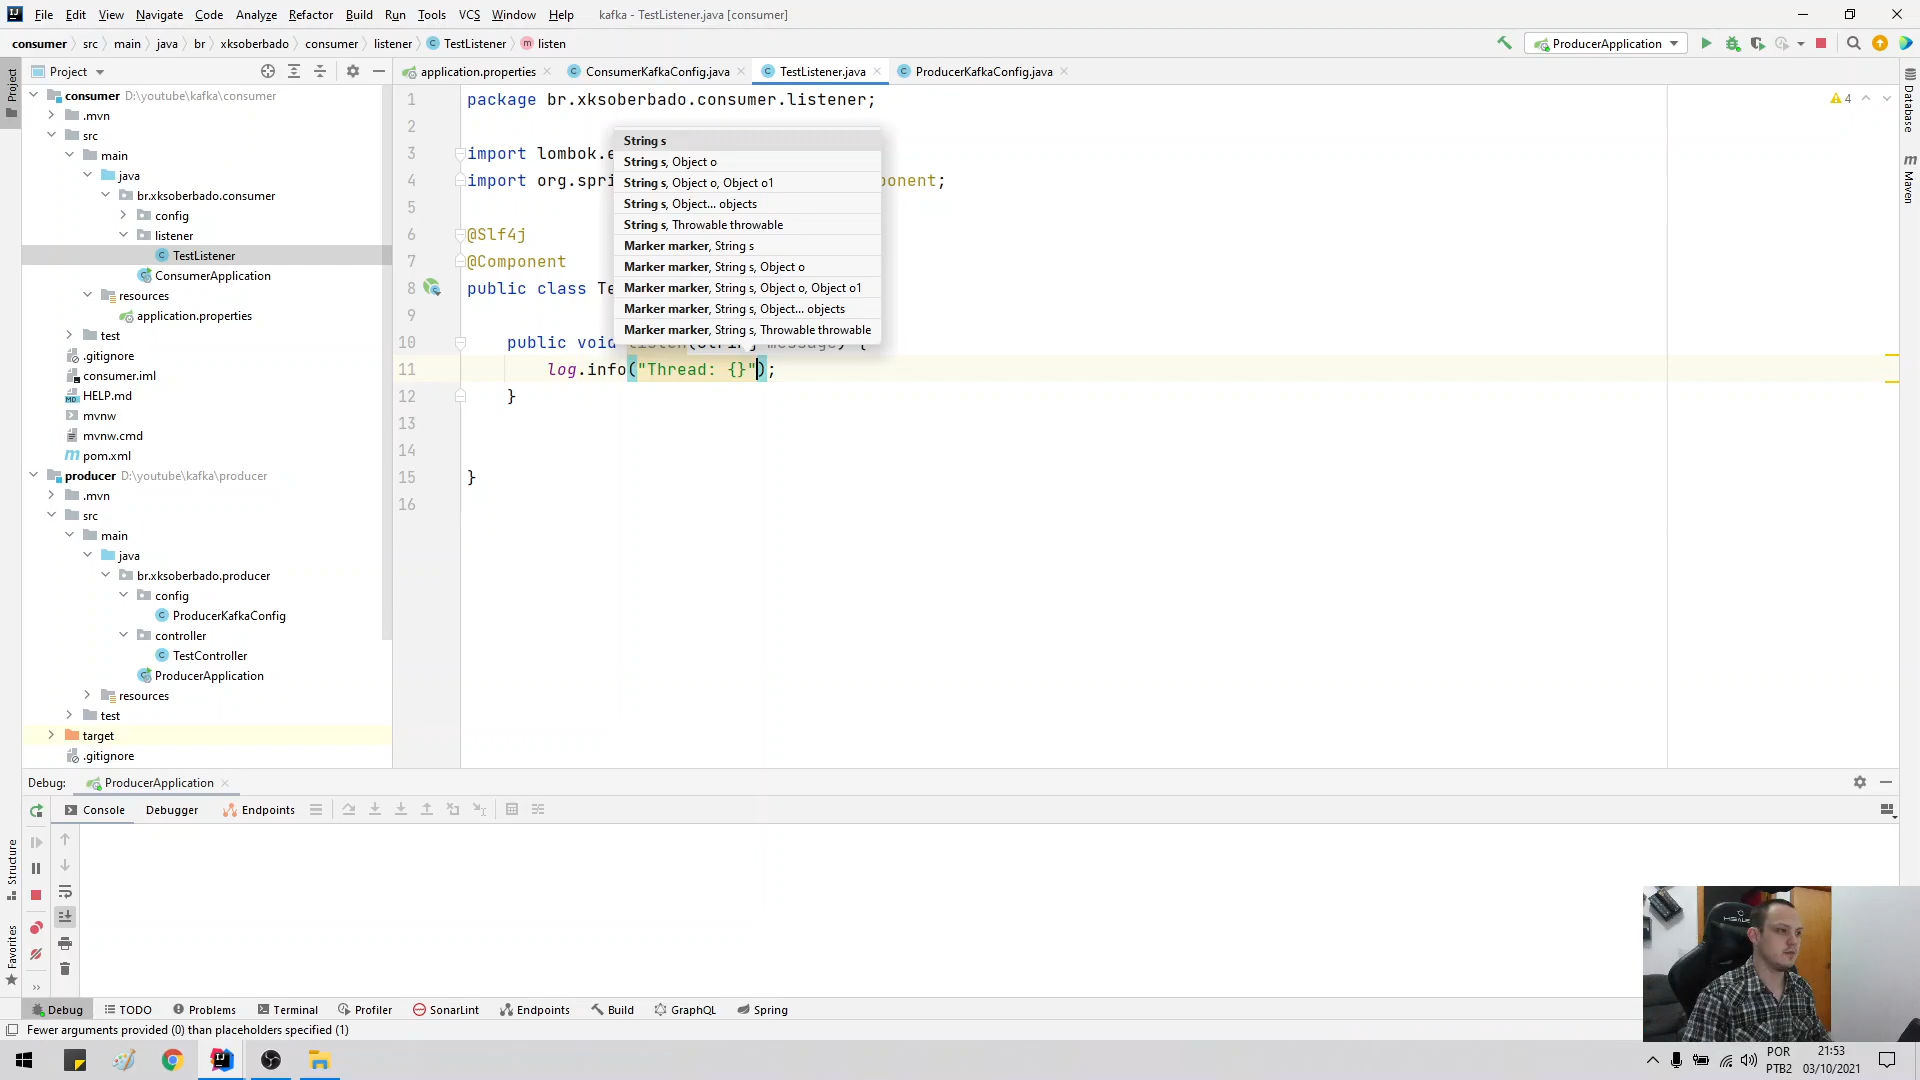 File Edit View Navigate Code Analyze Refactor Build Run Tools VCS Window Help kafka - TestListener.java [consumer]
consumer src main java br xksoberbado consumer listener TestListener listen ProducerApplication
Project application.properties ConsumerKafkaConfig.java TestListener.java ProducerKafkaConfig.java
Project
Database
Maven
Structure
Favorites
consumer D:\youtube\kafka\consumer
.mvn
src
main
java
br.xksoberbado.consumer
config
listener
TestListener
ConsumerApplication
resources
application.properties
test
.gitignore
consumer.iml
HELP.md
mvnw
mvnw.cmd
pom.xml
producer D:\youtube\kafka\producer
.mvn
src
main
java
br.xksoberbado.producer
config
ProducerKafkaConfig
controller
TestController
ProducerApplication
resources
test
target
.gitignore
1 package br.xksoberbado.consumer.listener;
4
2
3 import lombok.e
4 import org.spri ponent;
5
6 @Slf4j
7 @Component
8 public class Te
9
10 public void listen(String message) {
11 log.info("Thread: {}");
12 }
13
14
15 }
16
String s
String s, Object o
String s, Object o, Object o1
String s, Object... objects
String s, Throwable throwable
Marker marker, String s
Marker marker, String s, Object o
Marker marker, String s, Object o, Object o1
Marker marker, String s, Object... objects
Marker marker, String s, Throwable throwable
Debug: ProducerApplication
Console Debugger Endpoints
Debug TODO Problems Terminal Profiler SonarLint Endpoints Build GraphQL Spring
Fewer arguments provided (0) than placeholders specified (1)
POR
PTB2
21:53
03/10/2021